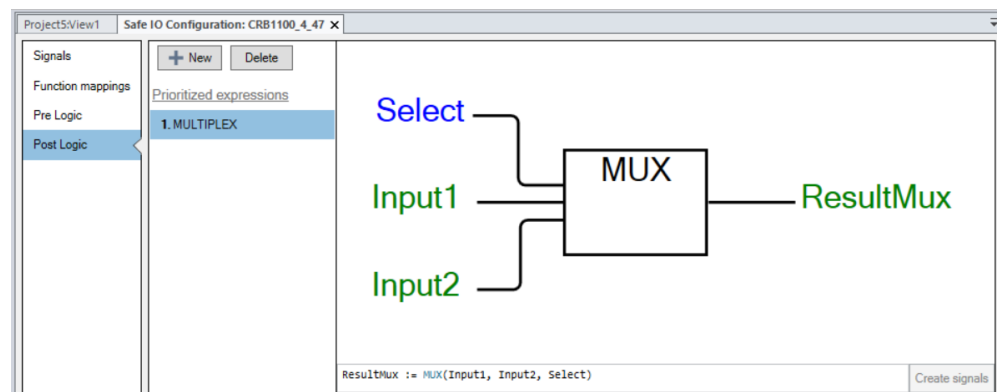 Project5:View1 Safe IO Configuration: CRB1100_4_47 X
Signals
Function mappings
Pre Logic
Post Logic
New Delete
Prioritized expressions
1. MULTIPLEX
Select
Input1
Input2
MUX
ResultMux
ResultMux := MUX(Input1, Input2, Select)
Create signals